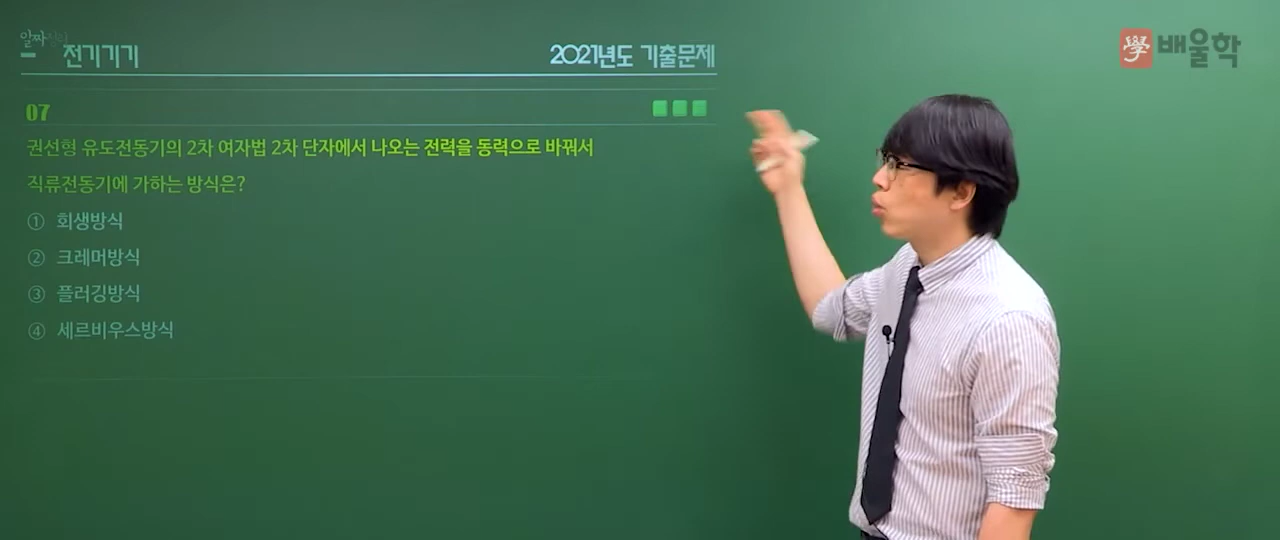 알짜정리
전기기기
2021년도 기출문제
學 배울학
07
권선형 유도전동기의 2차 여자법 2차 단자에서 나오는 전력을 동력으로 바꿔서
직류전동기에 가하는 방식은?
① 회생방식
② 크레머방식
③ 플러깅방식
④ 세르비우스방식